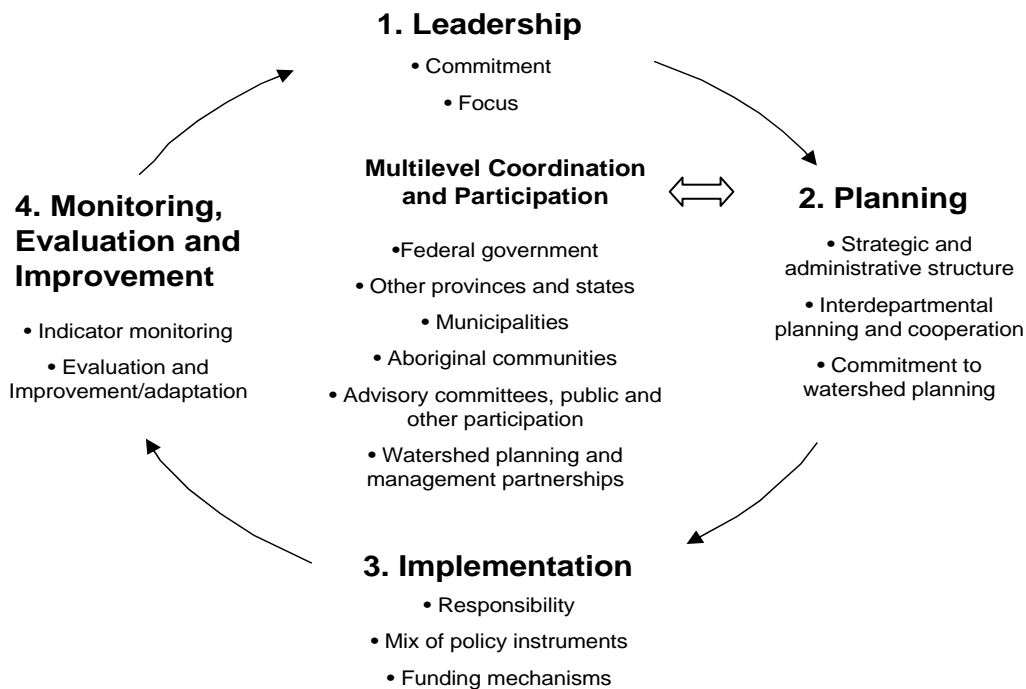 1. Leadership
• Commitment
• Focus
Multilevel Coordination
and Participation
•Federal government
• Other provinces and states
• Municipalities
• Aboriginal communities
• Advisory committees, public and
other participation
• Watershed planning and
management partnerships
2. Planning
• Strategic and
administrative structure
• Interdepartmental
planning and cooperation
• Commitment to
watershed planning
3. Implementation
• Responsibility
• Mix of policy instruments
• Funding mechanisms
4. Monitoring,
Evaluation and
Improvement
• Indicator monitoring
• Evaluation and
Improvement/adaptation